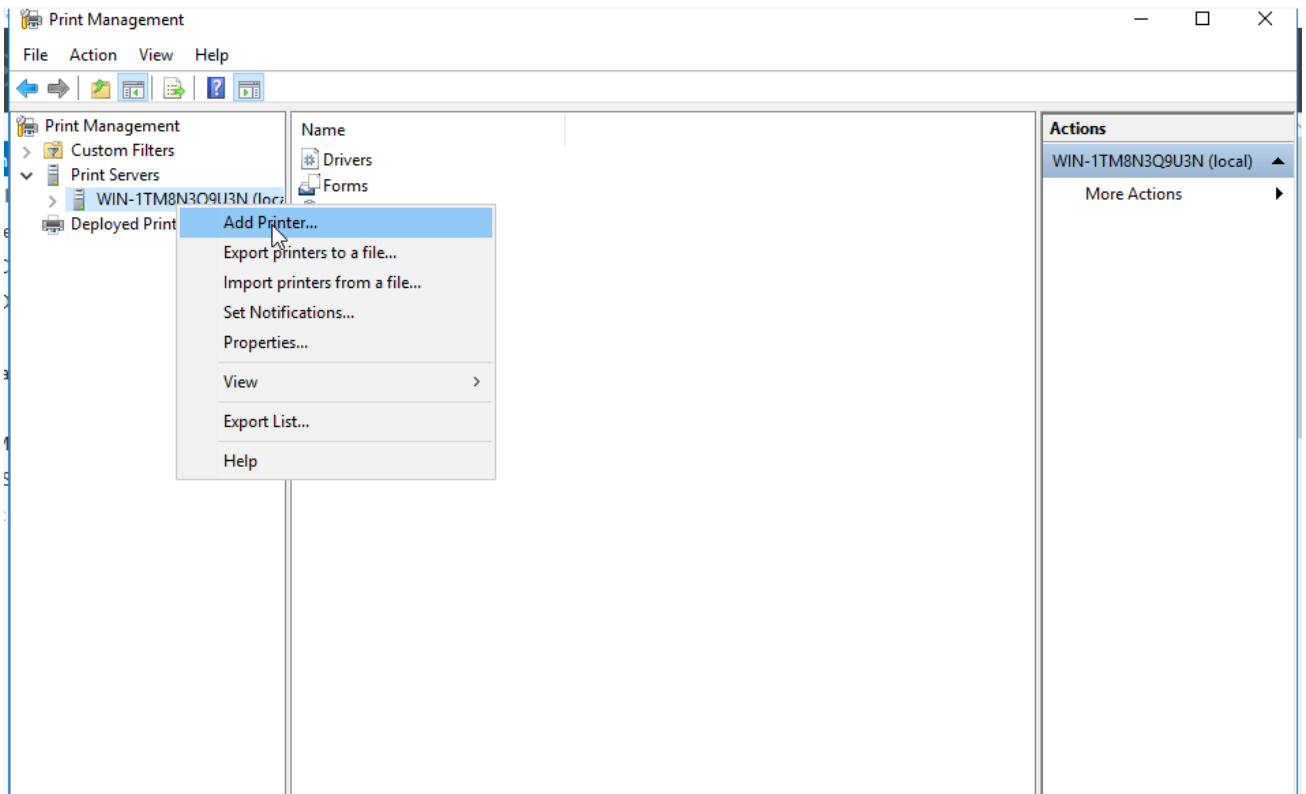 Print Management
File Action View Help
Print Management
Custom Filters
Print Servers
WIN-1TM8N3Q9U3N (loca
Deployed Print
Name
Drivers
Forms
Add Printer...
Export printers to a file...
Import printers from a file...
Set Notifications...
Properties...
View
Export List...
Help
Actions
WIN-1TM8N3Q9U3N (local)
More Actions